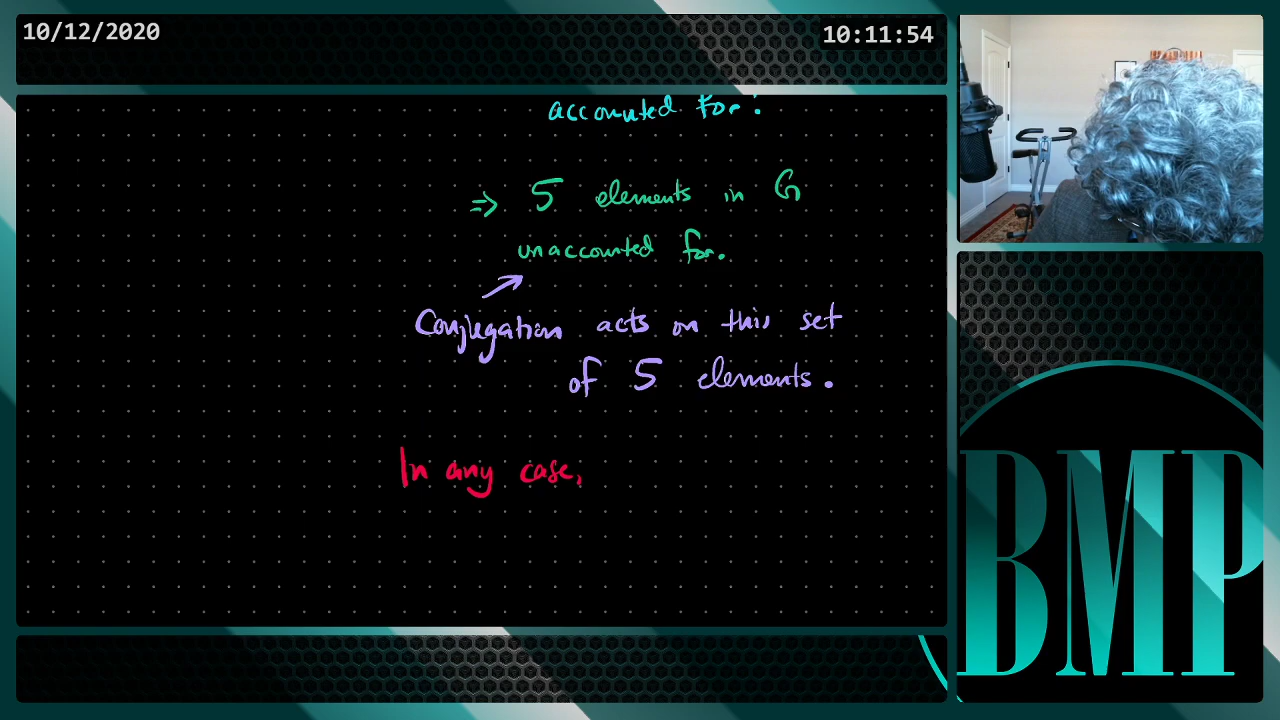 10/12/2020
10:11:54
accounted for:
⇒ 5 elements in G
unaccounted for.
Conjugation acts on this set
of 5 elements.
In any case,
BMP